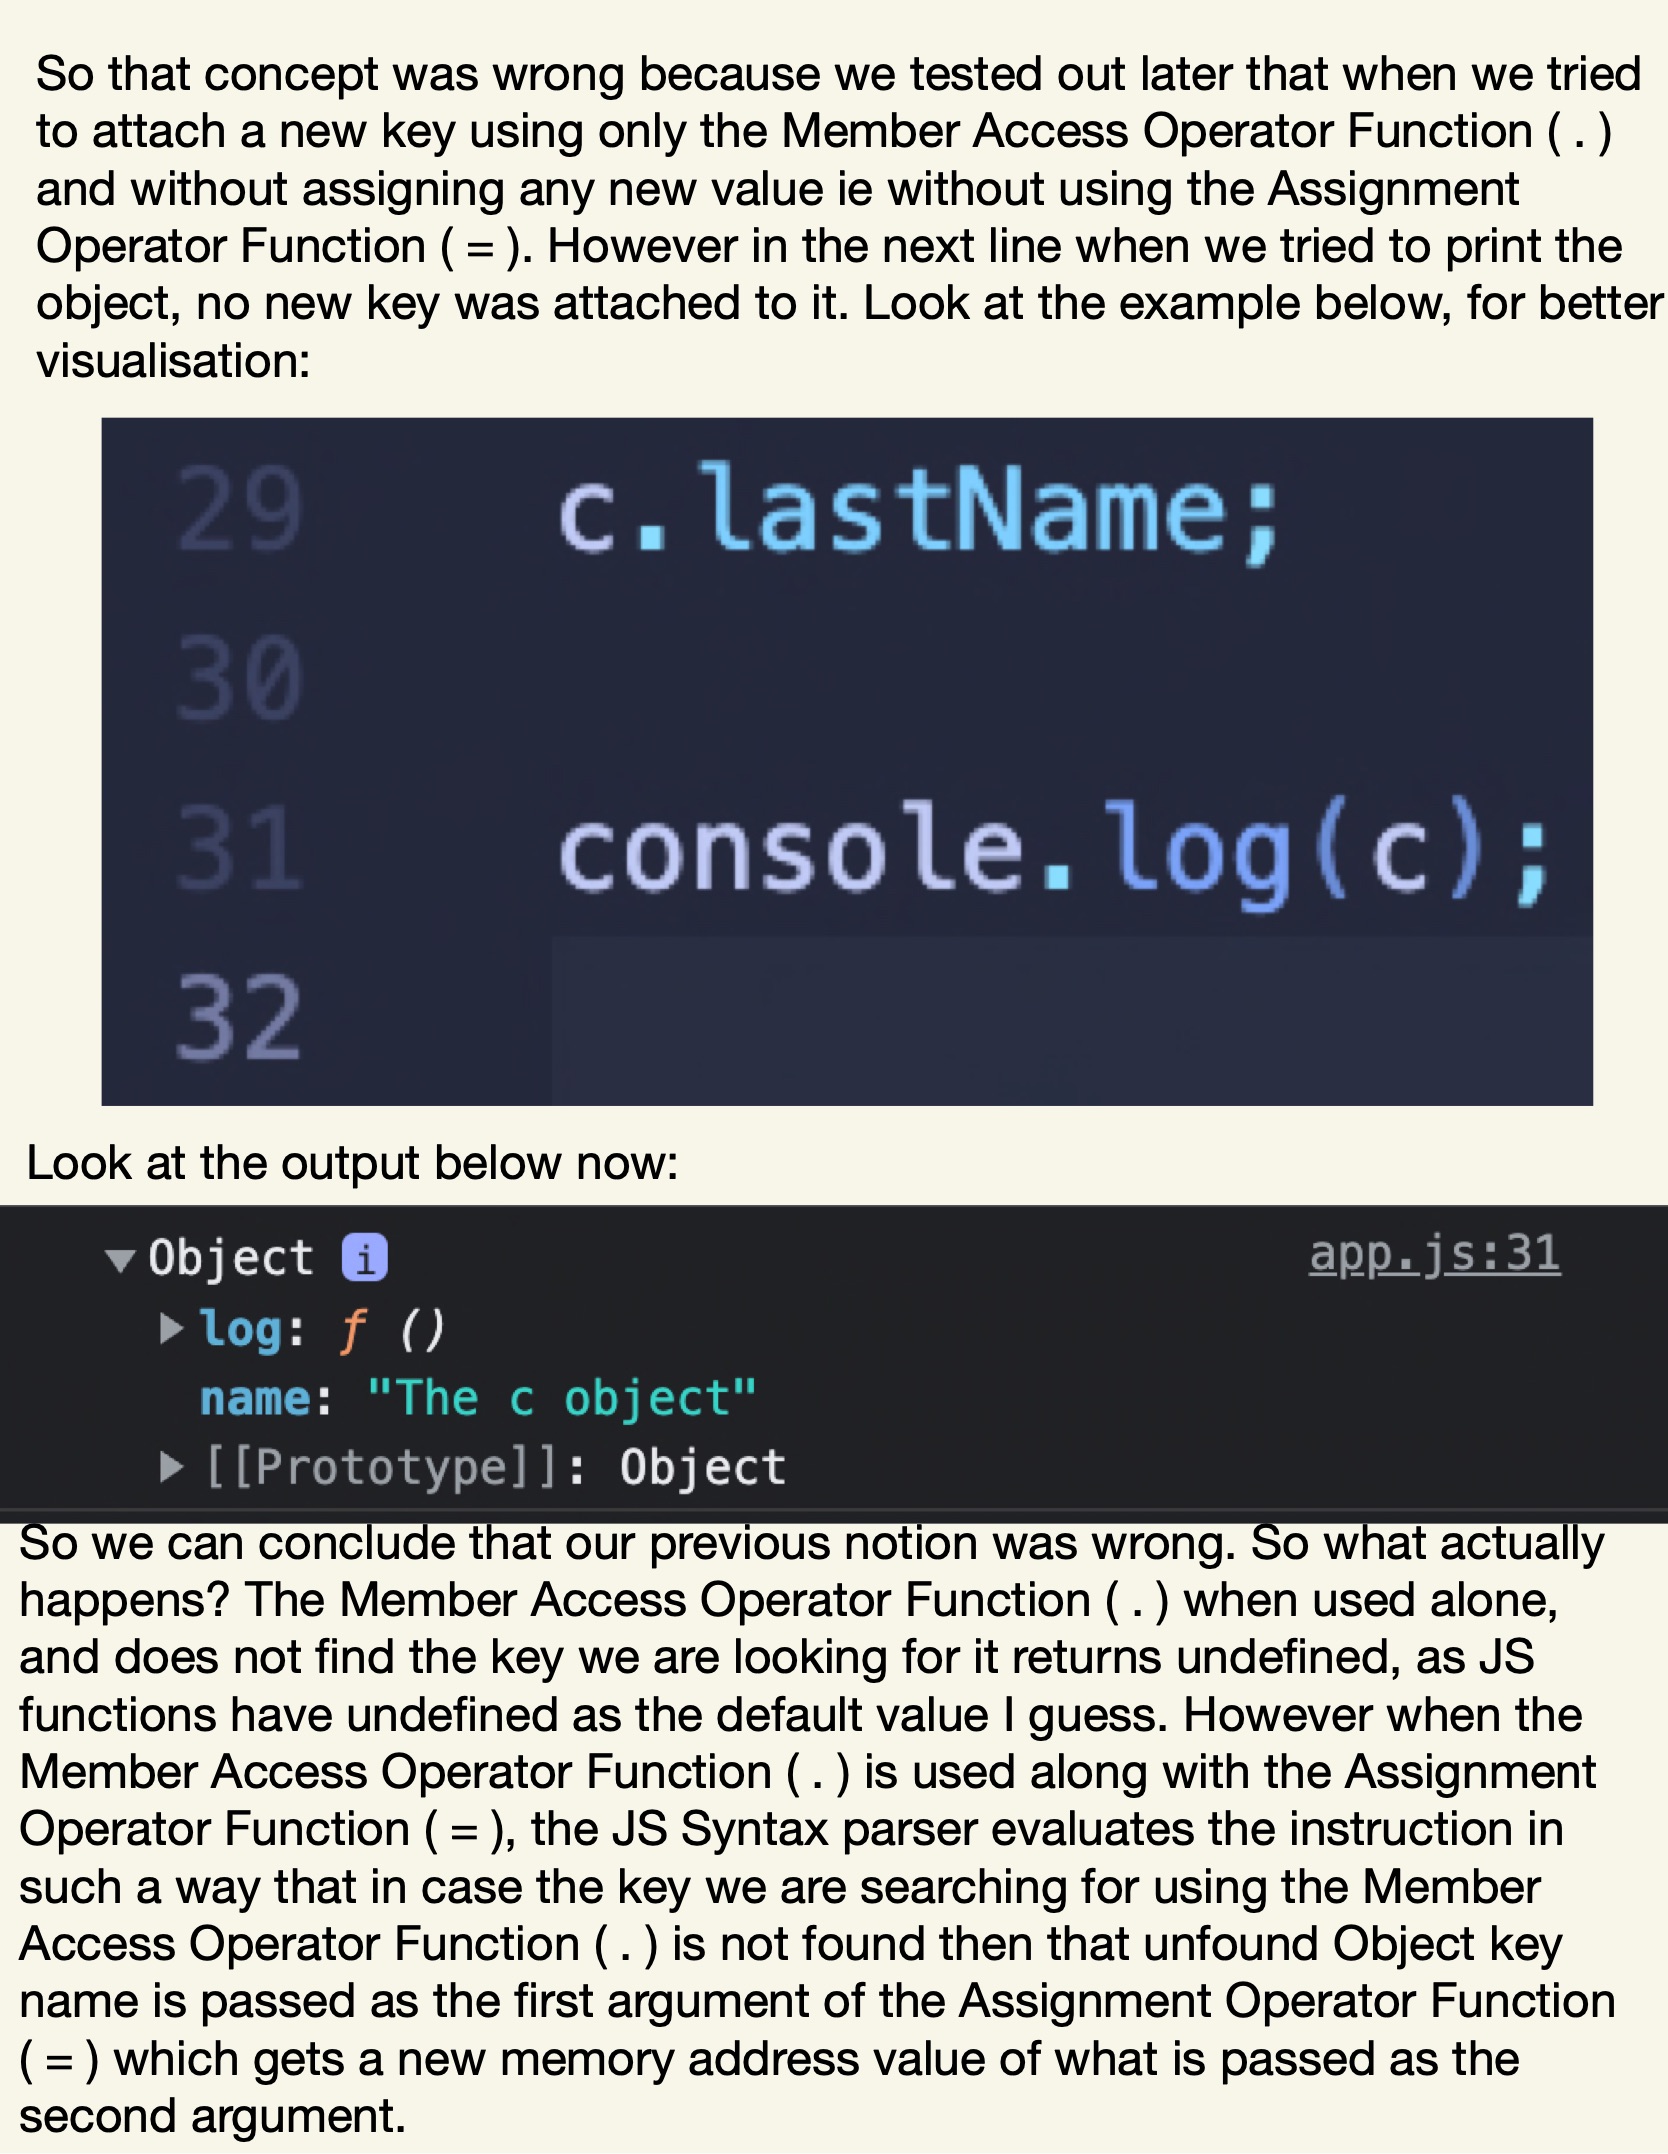 So that concept was wrong because we tested out later that when we tried
to attach a new key using only the Member Access Operator Function ( . )
and without assigning any new value ie without using the Assignment
Operator Function ( = ). However in the next line when we tried to print the
object, no new key was attached to it. Look at the example below, for better
visualisation:
29 c.lastName;
30
31 console.log(c);
32
Look at the output below now:
▼ Object i app.js:31
▶ log: ƒ ()
name: "The c object"
▶ [[Prototype]]: Object
So we can conclude that our previous notion was wrong. So what actually
happens? The Member Access Operator Function ( . ) when used alone,
and does not find the key we are looking for it returns undefined, as JS
functions have undefined as the default value I guess. However when the
Member Access Operator Function ( . ) is used along with the Assignment
Operator Function ( = ), the JS Syntax parser evaluates the instruction in
such a way that in case the key we are searching for using the Member
Access Operator Function ( . ) is not found then that unfound Object key
name is passed as the first argument of the Assignment Operator Function
( = ) which gets a new memory address value of what is passed as the
second argument.